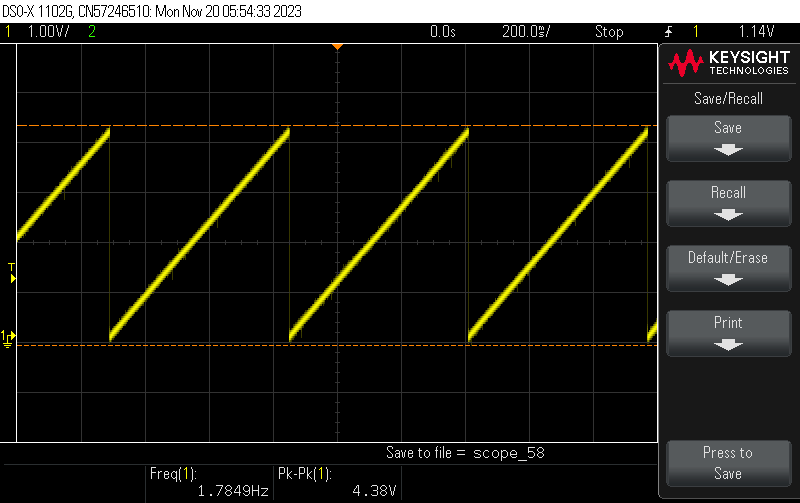 DSO-X 1102G, CN57246510: Mon Nov 20 05:54:33 2023
1 1.00V/ 2 0.0s 200.0ms/ Stop 1 1.14V
KEYSIGHT
TECHNOLOGIES
Save/Recall
Save
Recall
Default/Erase
Print
T
1
Save to file = scope_58
Freq(1): Pk-Pk(1):
1.7849Hz 4.38V
Press to
Save